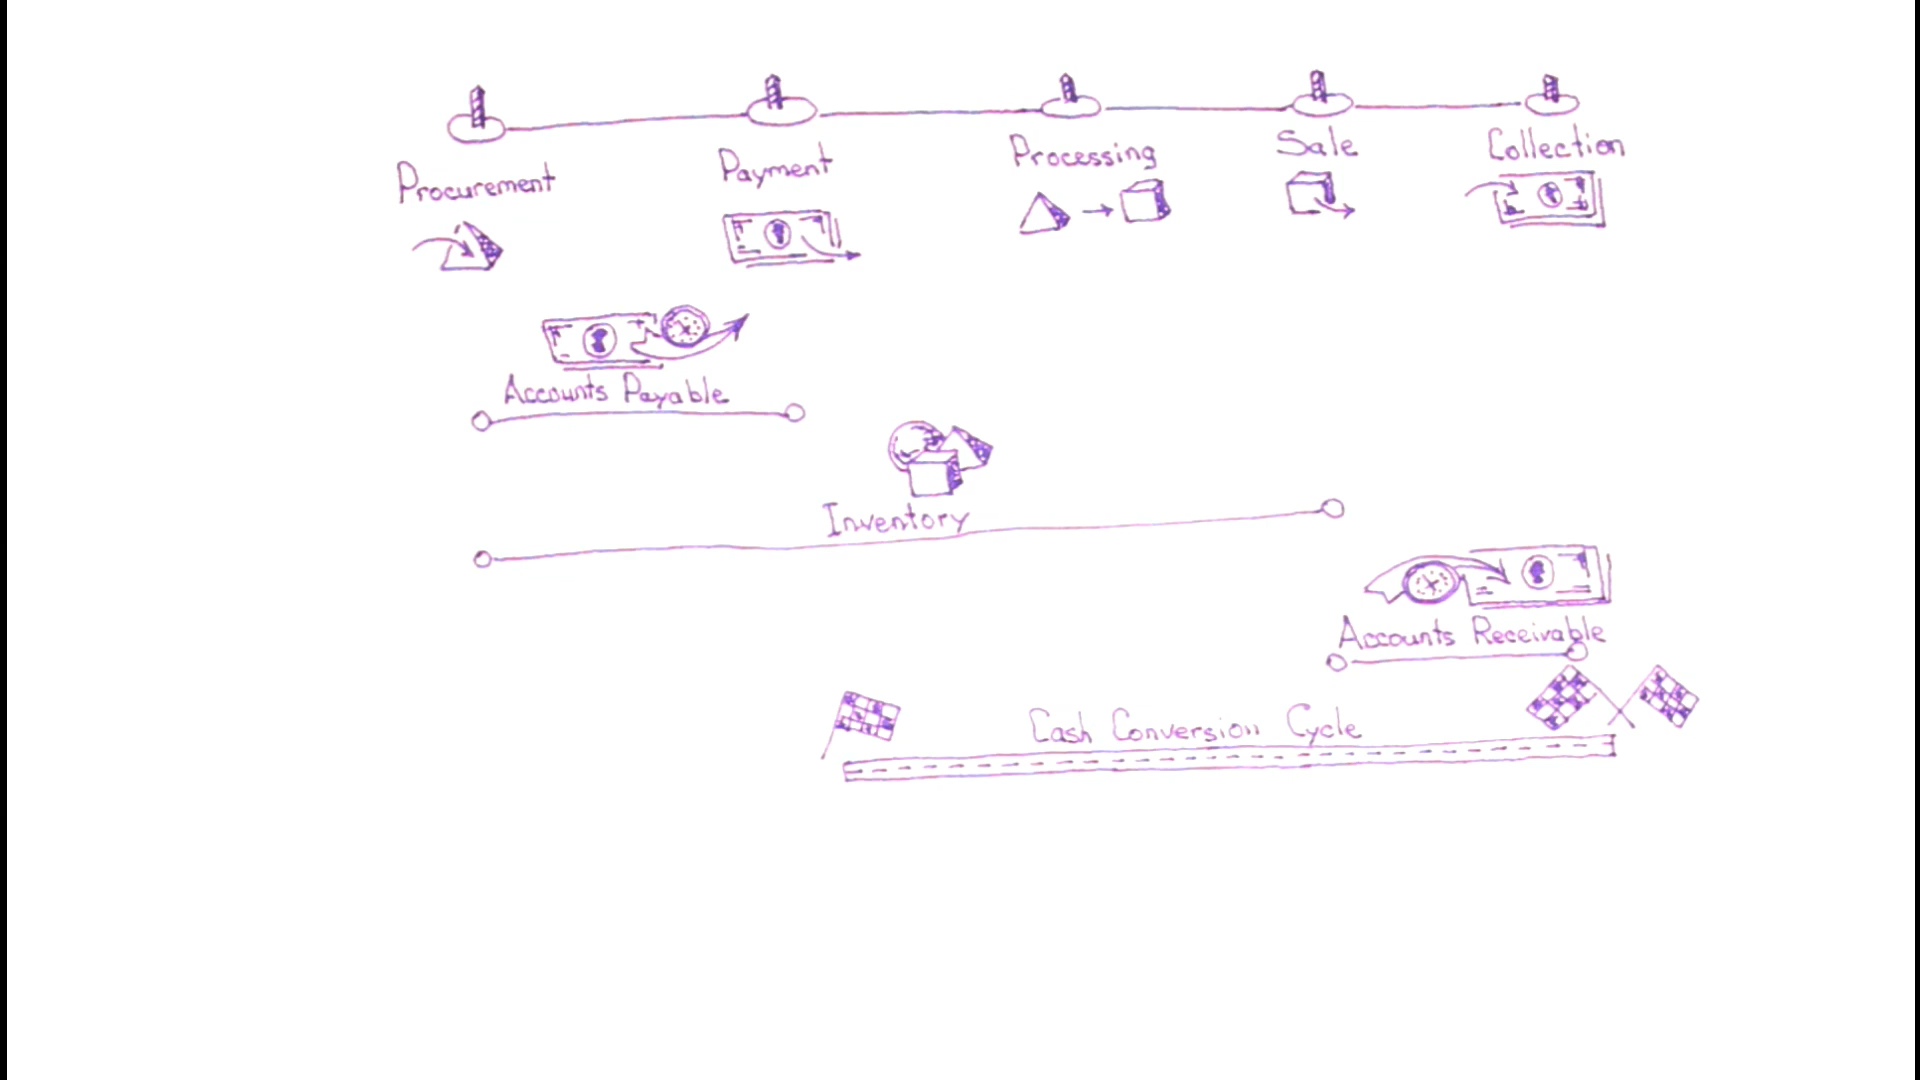 Procurement
Payment
Processing
Sale
Collection
Accounts Payable
Inventory
Accounts Receivable
Cash Conversion Cycle